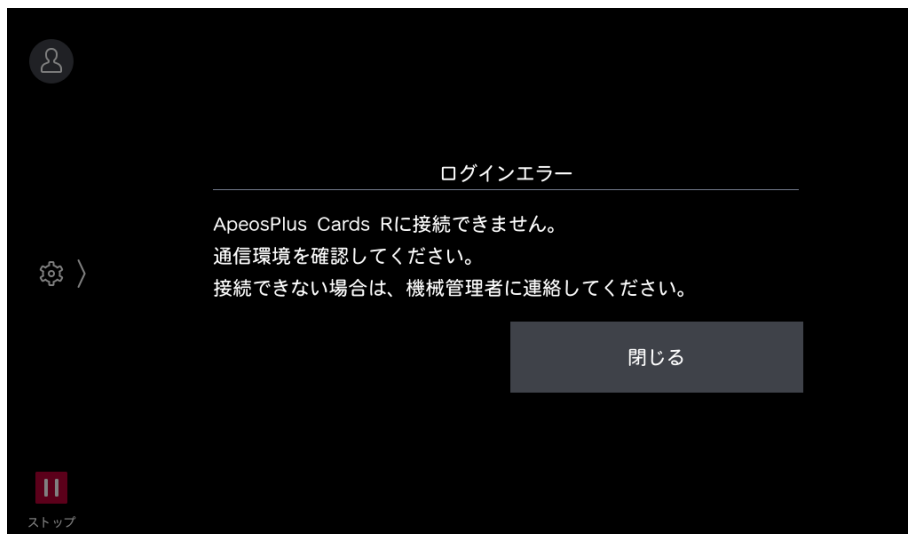 ログインエラー
ApeosPlus Cards Rに接続できません。
通信環境を確認してください。
接続できない場合は、機械管理者に連絡してください。
閉じる
ストップ